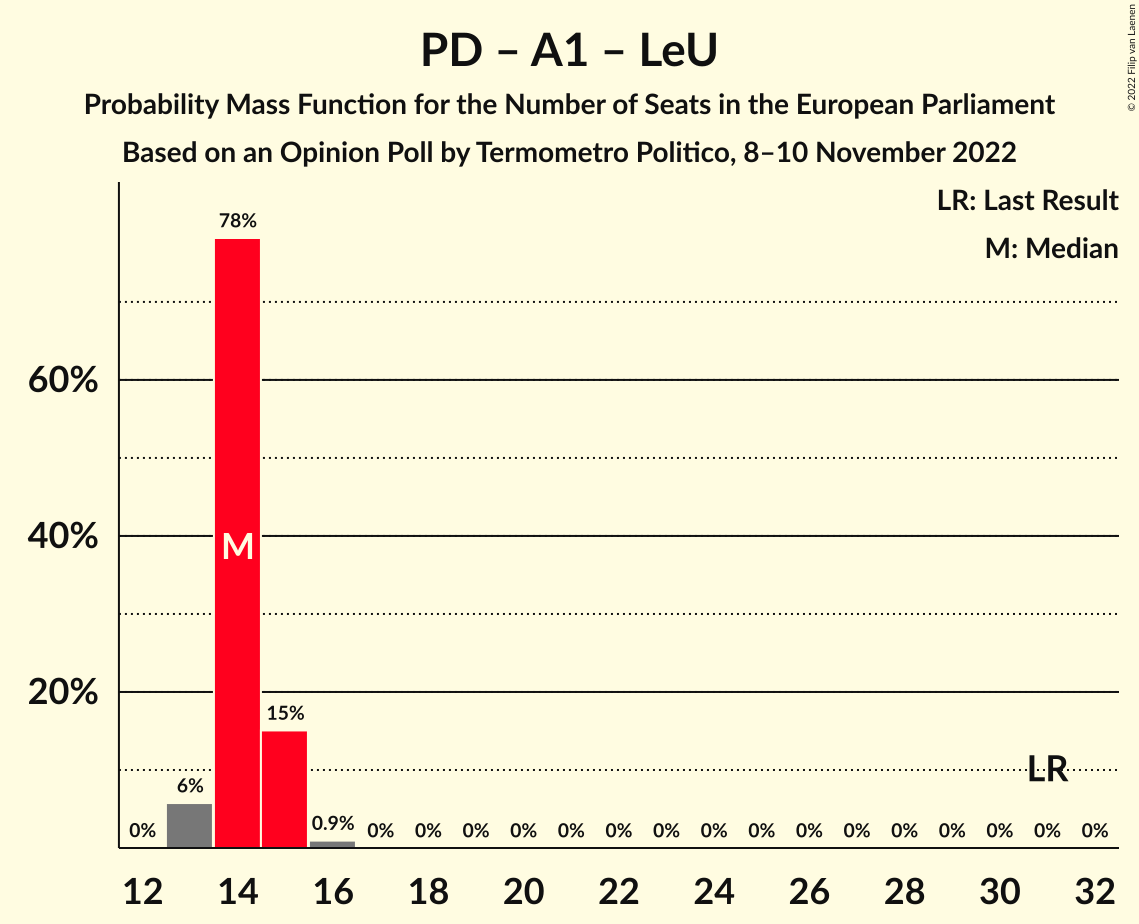 PD – A1 – LeU
Probability Mass Function for the Number of Seats in the European Parliament
Based on an Opinion Poll by Termometro Politico, 8–10 November 2022
© 2022 Filip van Laenen
LR: Last Result
M: Median
78%
60%
40%
M
20%
15%
LR
6%
0.9%
0% 0% 0% 0% 0% 0% 0% 0% 0% 0% 0% 0% 0% 0% 0% 0% 0%
12 14 16 18 20 22 24 26 28 30 32